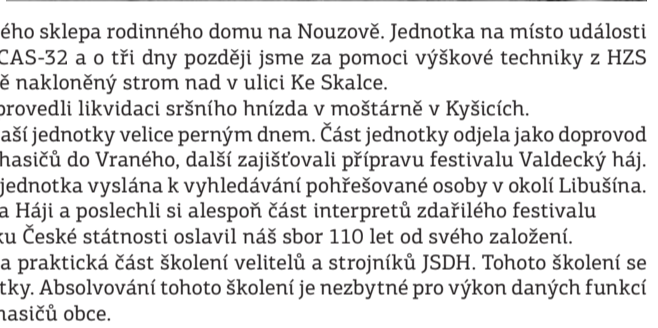 ého sklepa rodinného domu na Nouzově. Jednotka na místo události
CAS-32 a o tři dny později jsme za pomoci výškové techniky z HZS
ě nakloněný strom nad v ulici Ke Skalce.
provedli likvidaci sršního hnízda v moštárně v Kyšicích.
aší jednotky velice perným dnem. Část jednotky odjela jako doprovod
hasičů do Vraného, další zajišťovali přípravu festivalu Valdecký háj.
jednotka vyslána k vyhledávání pohřešované osoby v okolí Libušína.
a Háji a poslechli si alespoň část interpretů zdařilého festivalu
ku České státnosti oslavil náš sbor 110 let od svého založení.
a praktická část školení velitelů a strojníků JSDH. Tohoto školení se
tky. Absolvování tohoto školení je nezbytné pro výkon daných funkcí
hasičů obce.